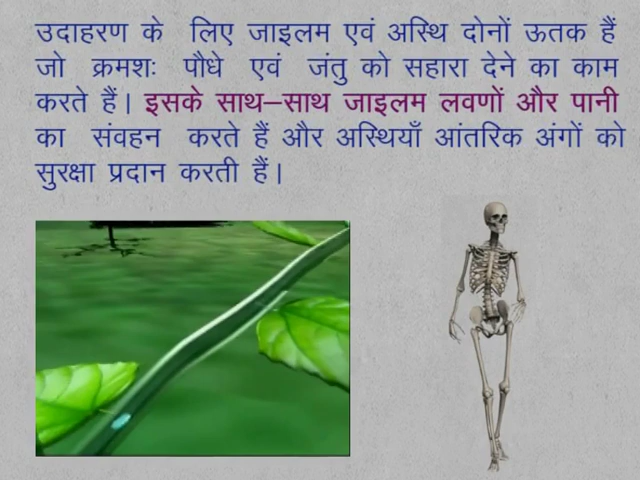 उदाहरण के लिए जाइलम एवं अस्थि दोनों ऊतक हैं
जो क्रमशः पौधे एवं जंतु को सहारा देने का काम
करते हैं। इसके साथ–साथ जाइलम लवणों और पानी
का संवहन करते हैं और अस्थियाँ आंतरिक अंगों को
सुरक्षा प्रदान करती हैं।